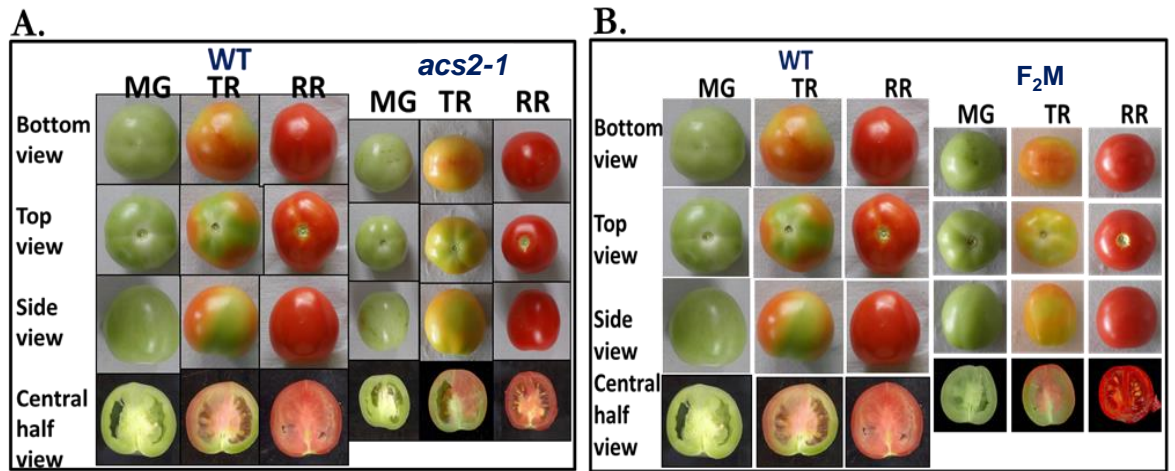 A.
WT
MG TR RR
acs2-1
MG TR RR
Bottom
view
Top
view
Side
view
Central
half
view
B.
WT
MG TR RR
F₂M
MG TR RR
Bottom
view
Top
view
Side
view
Central
half
view